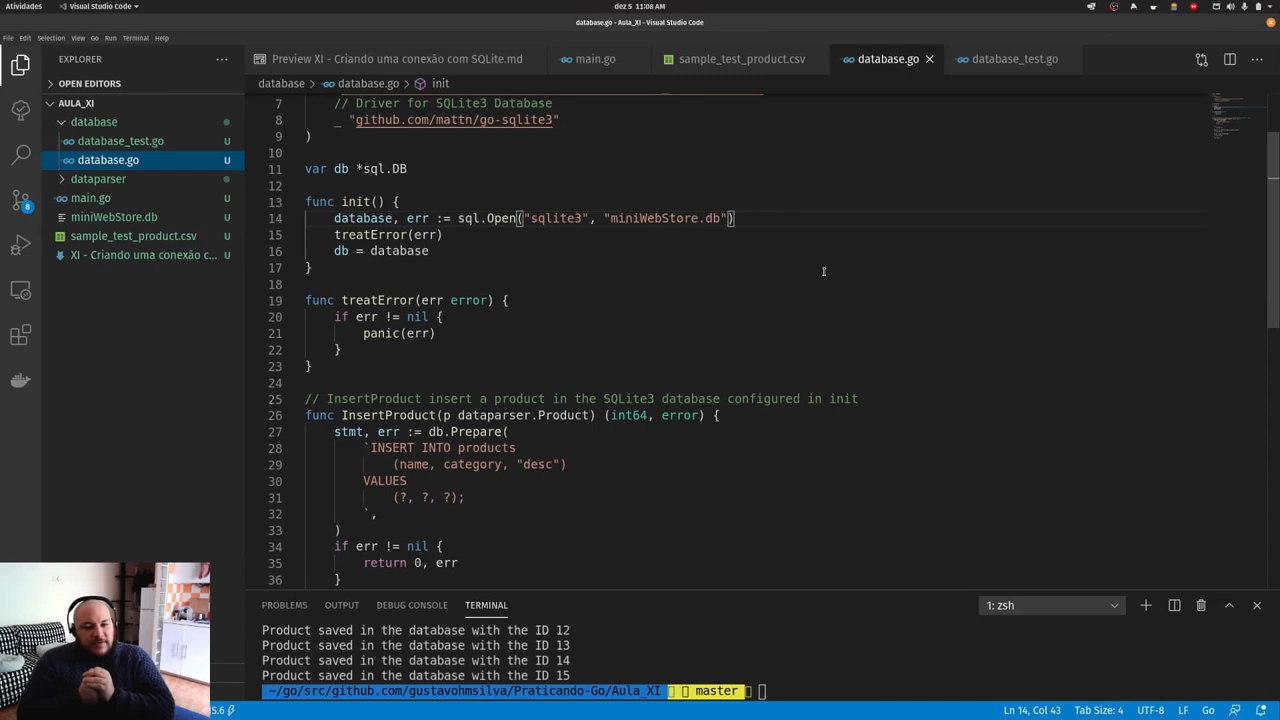 Atividades
Visual Studio Code
dez 5 11:08 AM
database.go - Aula_XI - Visual Studio Code
File Edit Selection View Go Run Terminal Help
EXPLORER
OPEN EDITORS
AULA_XI
database
database_test.go U
database.go U
dataparser
main.go U
miniWebStore.db U
sample_test_product.csv U
XI - Criando uma conexão c... U
8
Preview XI - Criando uma conexão com SQLite.md
main.go
sample_test_product.csv
database.go
database_test.go
database > database.go > init
7 // Driver for SQLite3 Database
8 _ "github.com/mattn/go-sqlite3"
9 )
10
11 var db *sql.DB
12
13 func init() {
14 database, err := sql.Open("sqlite3", "miniWebStore.db")
15 treatError(err)
16 db = database
17 }
18
19 func treatError(err error) {
20 if err != nil {
21 panic(err)
22 }
23 }
24
25 // InsertProduct insert a product in the SQLite3 database configured in init
26 func InsertProduct(p dataparser.Product) (int64, error) {
27 stmt, err := db.Prepare(
28 `INSERT INTO products
29 (name, category, "desc")
30 VALUES
31 (?, ?, ?);
32 `,
33 )
34 if err != nil {
35 return 0, err
36 }
PROBLEMS OUTPUT DEBUG CONSOLE TERMINAL
1: zsh
Product saved in the database with the ID 12
Product saved in the database with the ID 13
Product saved in the database with the ID 14
Product saved in the database with the ID 15
~/go/src/github.com/gustavohmsilva/Praticando-Go/Aula_XI master
15.6
Ln 14, Col 43 Tab Size: 4 UTF-8 LF Go